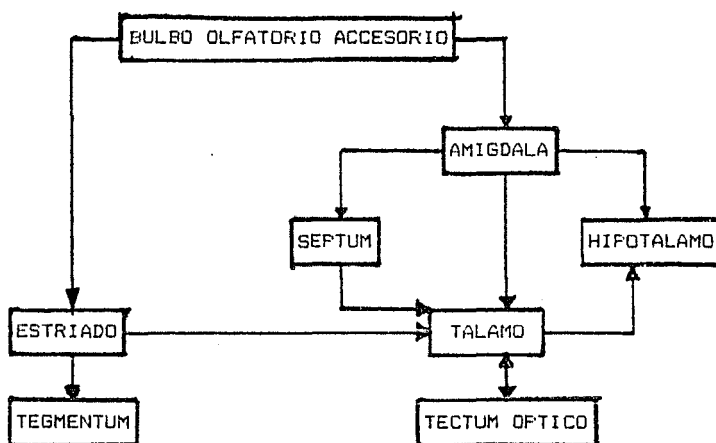 BULBO OLFATORIO ACCESORIO
AMIGDALA
SEPTUM
HIPOTALAMO
ESTRIADO
TALAMO
TEGMENTUM
TECTUM OPTICO